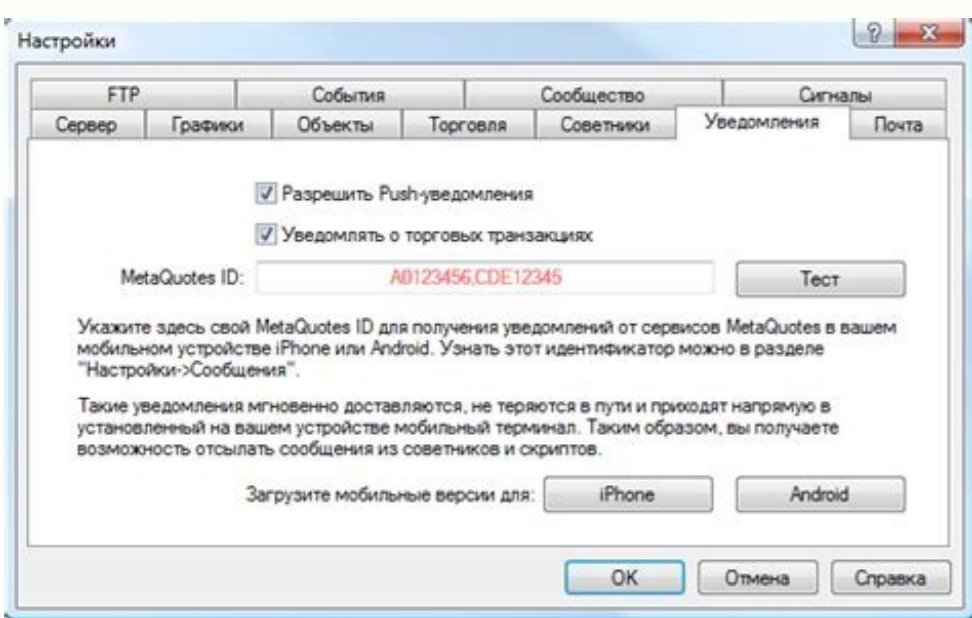 Настройки
FTP События Сообщество Сигналы
Сервер Графики Объекты Торговля Советники Уведомления Почта
Разрешить Push-уведомления
Уведомлять о торговых транзакциях
MetaQuotes ID: A0123456,CDE12345 Тест
Укажите здесь свой MetaQuotes ID для получения уведомлений от сервисов MetaQuotes в вашем
мобильном устройстве iPhone или Android. Узнать этот идентификатор можно в разделе
"Настройки->Сообщения".
Такие уведомления мгновенно доставляются, не теряются в пути и приходят напрямую в
установленный на вашем устройстве мобильный терминал. Таким образом, вы получаете
возможность отсылать сообщения из советников и скриптов.
Загрузите мобильные версии для: iPhone Android
OK Отмена Справка